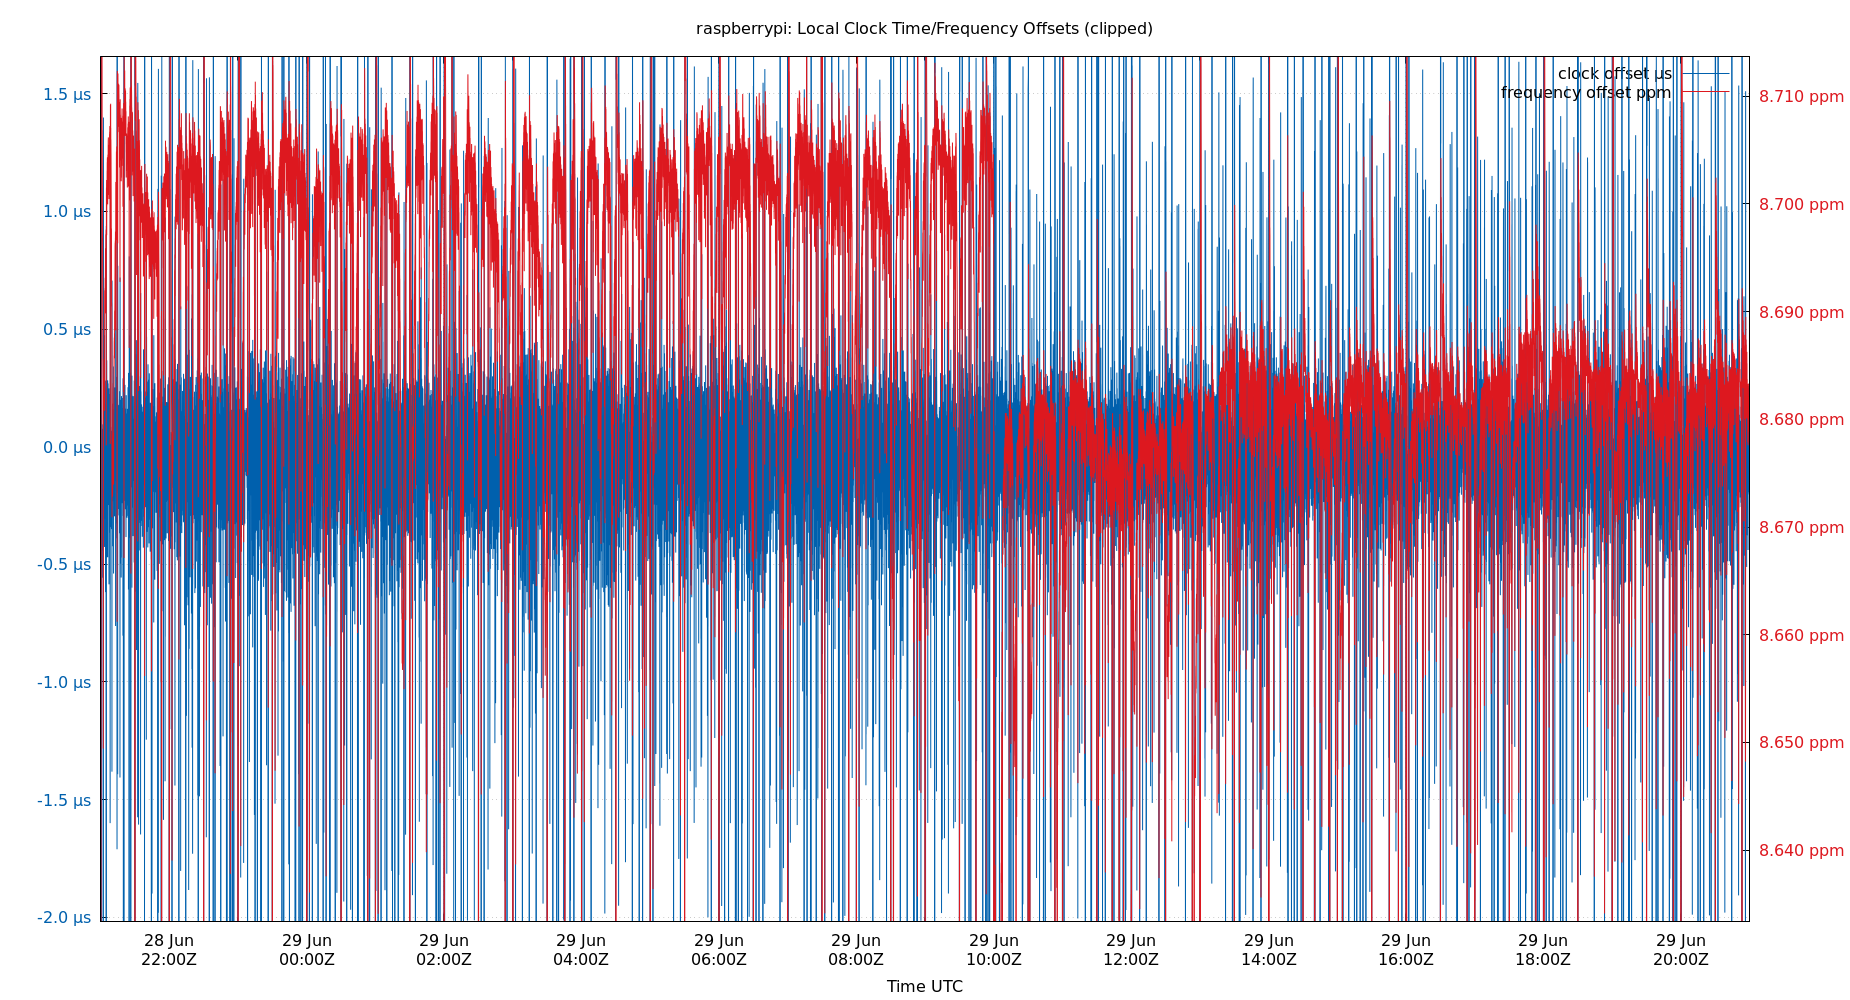 raspberrypi: Local Clock Time/Frequency Offsets (clipped)
clock offset µs
frequency offset ppm
1.5 µs
1.0 µs
0.5 µs
0.0 µs
-0.5 µs
-1.0 µs
-1.5 µs
-2.0 µs
8.710 ppm
8.700 ppm
8.690 ppm
8.680 ppm
8.670 ppm
8.660 ppm
8.650 ppm
8.640 ppm
28 Jun 29 Jun 29 Jun 29 Jun 29 Jun 29 Jun 29 Jun 29 Jun 29 Jun 29 Jun 29 Jun 29 Jun
22:00Z 00:00Z 02:00Z 04:00Z 06:00Z 08:00Z 10:00Z 12:00Z 14:00Z 16:00Z 18:00Z 20:00Z
Time UTC